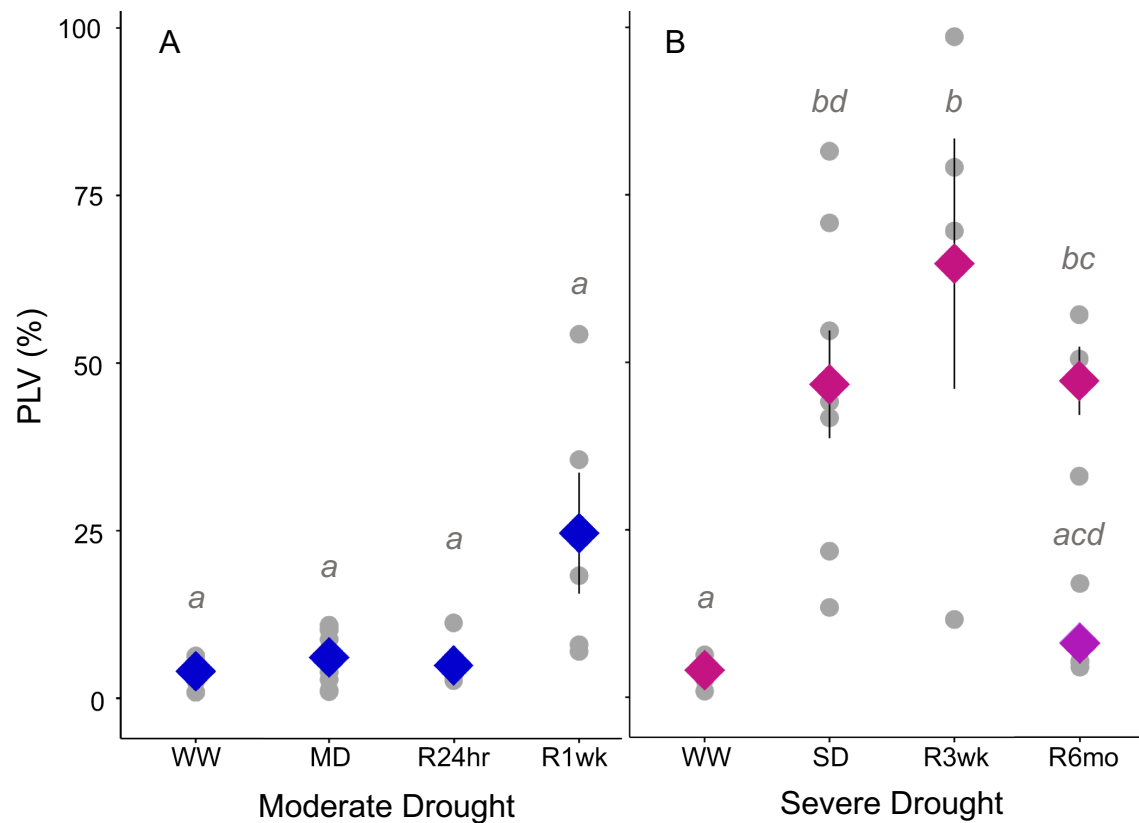 A
B
PLV (%)
100
75
50
25
0
a
a
a
a
a
bd
b
bc
acd
WW MD R24hr R1wk
WW SD R3wk R6mo
Moderate Drought
Severe Drought